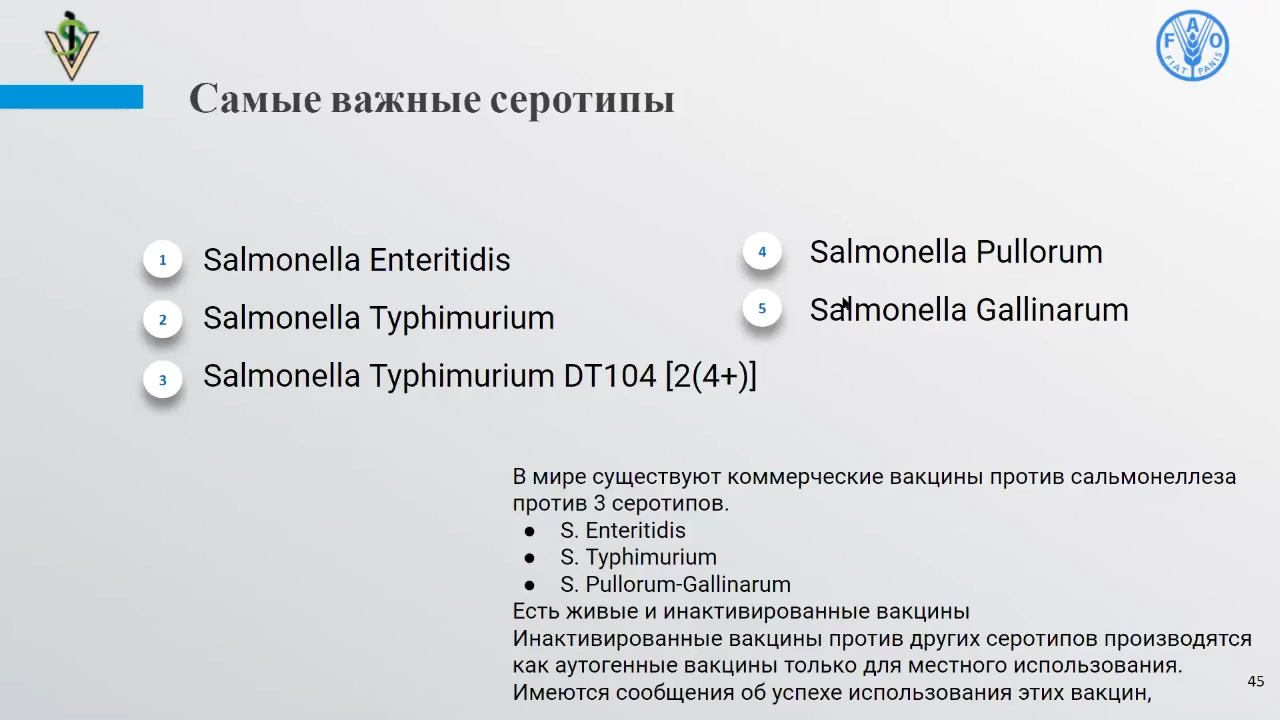 FAO
FIAT PANIS
Самые важные серотипы
1 Salmonella Enteritidis
2 Salmonella Typhimurium
3 Salmonella Typhimurium DT104 [2(4+)]
4 Salmonella Pullorum
5 Salmonella Gallinarum
В мире существуют коммерческие вакцины против сальмонеллеза
против 3 серотипов.
● S. Enteritidis
● S. Typhimurium
● S. Pullorum-Gallinarum
Есть живые и инактивированные вакцины
Инактивированные вакцины против других серотипов производятся
как аутогенные вакцины только для местного использования.
Имеются сообщения об успехе использования этих вакцин,
45